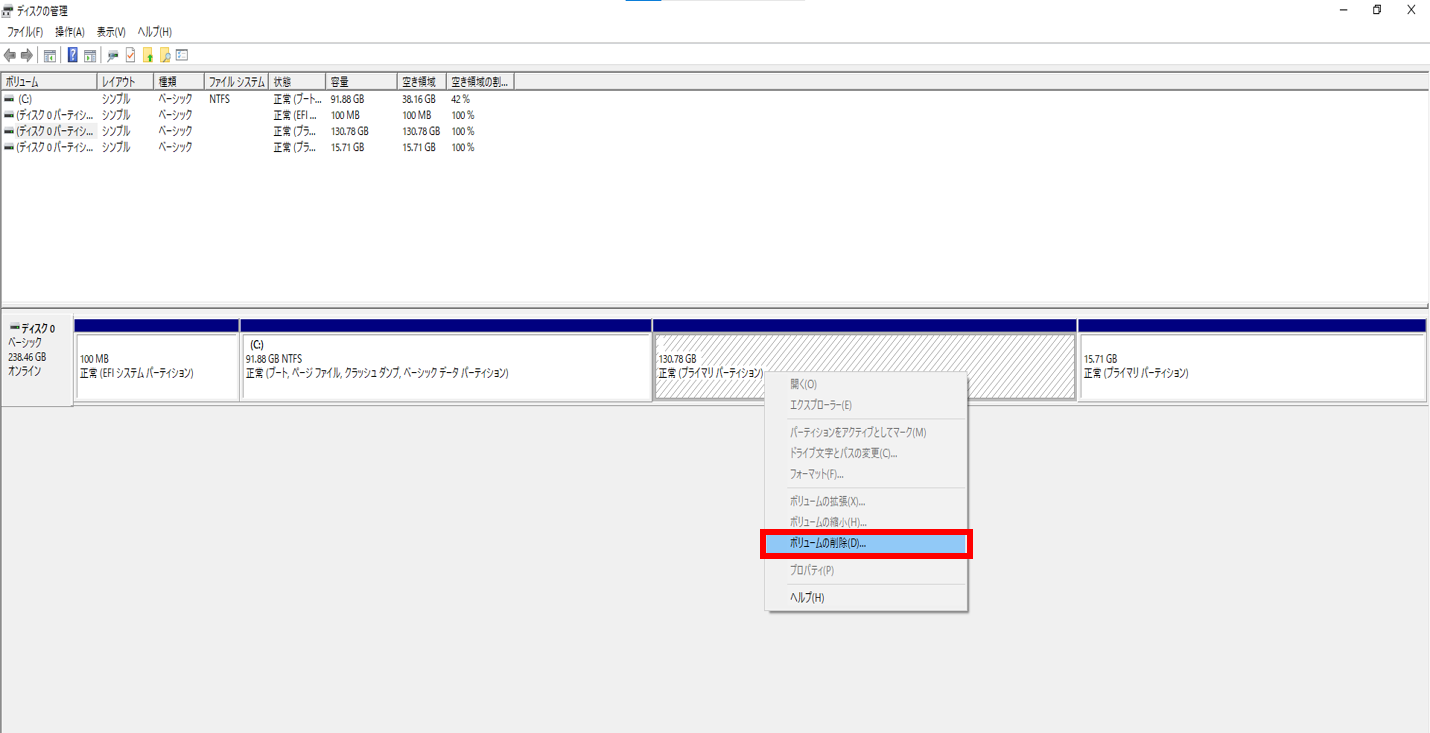 ディスクの管理
ファイル(F) 操作(A) 表示(V) ヘルプ(H)
ボリューム レイアウト 種類 ファイル システム 状態 容量 空き領域 空き領域の割...
(C:) シンプル ベーシック NTFS 正常 (ブート... 91.88 GB 38.16 GB 42 %
(ディスク 0 パーティシ... シンプル ベーシック 正常 (EFI ... 100 MB 100 MB 100 %
(ディスク 0 パーティシ... シンプル ベーシック 正常 (プラ... 130.78 GB 130.78 GB 100 %
(ディスク 0 パーティシ... シンプル ベーシック 正常 (プラ... 15.71 GB 15.71 GB 100 %
ディスク 0
ベーシック
238.46 GB
オンライン
100 MB
正常 (EFI システム パーティション)
(C:)
91.88 GB NTFS
正常 (ブート, ページ ファイル, クラッシュ ダンプ, ベーシック データ パーティション)
130.78 GB
正常 (プライマリ パーティション)
15.71 GB
正常 (プライマリ パーティション)
開く(O)
エクスプローラー(E)
パーティションをアクティブとしてマーク(M)
ドライブ文字とパスの変更(C)...
フォーマット(F)...
ボリュームの拡張(X)...
ボリュームの縮小(H)...
ボリュームの削除(D)...
プロパティ(P)
ヘルプ(H)